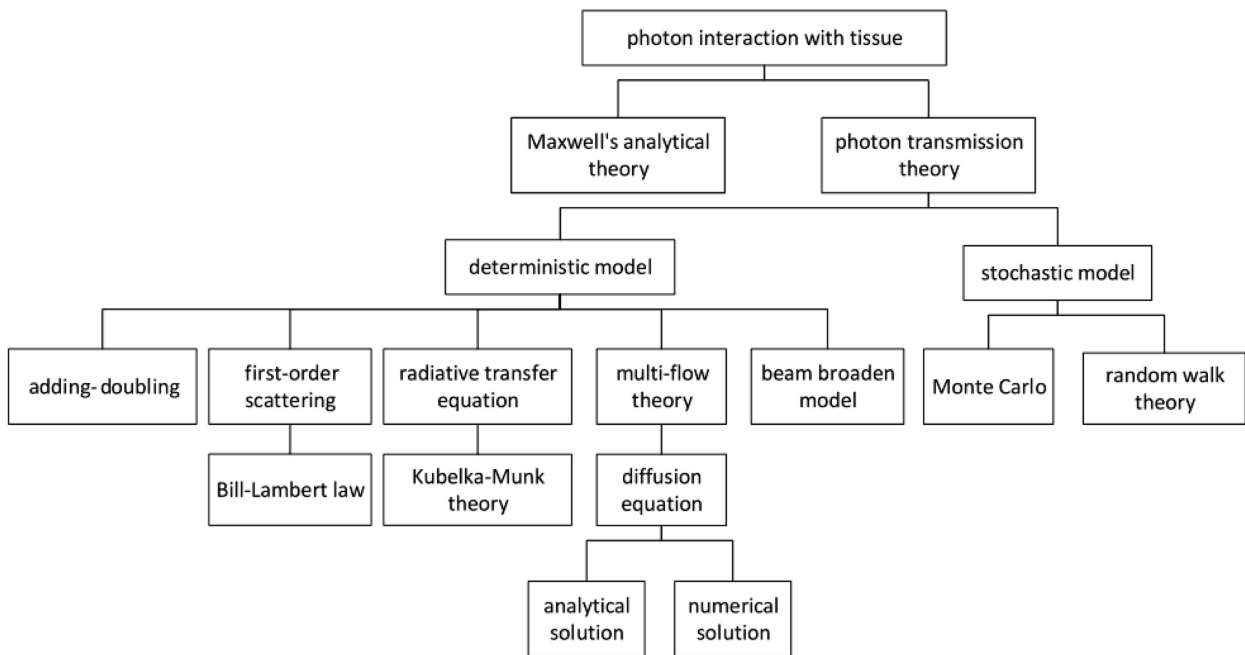 photon interaction with tissue
Maxwell's analytical
theory
photon transmission
theory
deterministic model
stochastic model
adding- doubling
first-order
scattering
radiative transfer
equation
multi-flow
theory
beam broaden
model
Monte Carlo
random walk
theory
Bill-Lambert law
Kubelka-Munk
theory
diffusion
equation
analytical
solution
numerical
solution